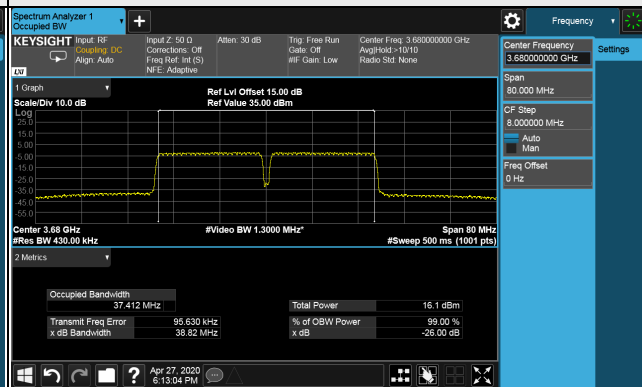 Spectrum Analyzer 1
Occupied BW
Frequency
KEYSIGHT
Input: RF
Coupling: DC
Align: Auto
Input Z: 50 Ω
Corrections: Off
Freq Ref: Int (S)
NFE: Adaptive
Atten: 30 dB
Trig: Free Run
Gate: Off
#IF Gain: Low
Center Freq: 3.680000000 GHz
Avg|Hold:>10/10
Radio Std: None
LXI
Center Frequency
3.680000000 GHz
Settings
Span
80.000 MHz
CF Step
8.000000 MHz
Auto
Man
Freq Offset
0 Hz
1 Graph
Scale/Div 10.0 dB
Ref Lvl Offset 15.00 dB
Ref Value 35.00 dBm
Log
25.0
15.0
5.00
-5.00
-15.0
-25.0
-35.0
-45.0
-55.0
Center 3.68 GHz
#Res BW 430.00 kHz
#Video BW 1.3000 MHz*
Span 80 MHz
#Sweep 500 ms (1001 pts)
2 Metrics
Occupied Bandwidth
37.412 MHz
Total Power 16.1 dBm
Transmit Freq Error 95.630 kHz
% of OBW Power 99.00 %
x dB Bandwidth 38.82 MHz
x dB -26.00 dB
Apr 27, 2020
6:13:04 PM